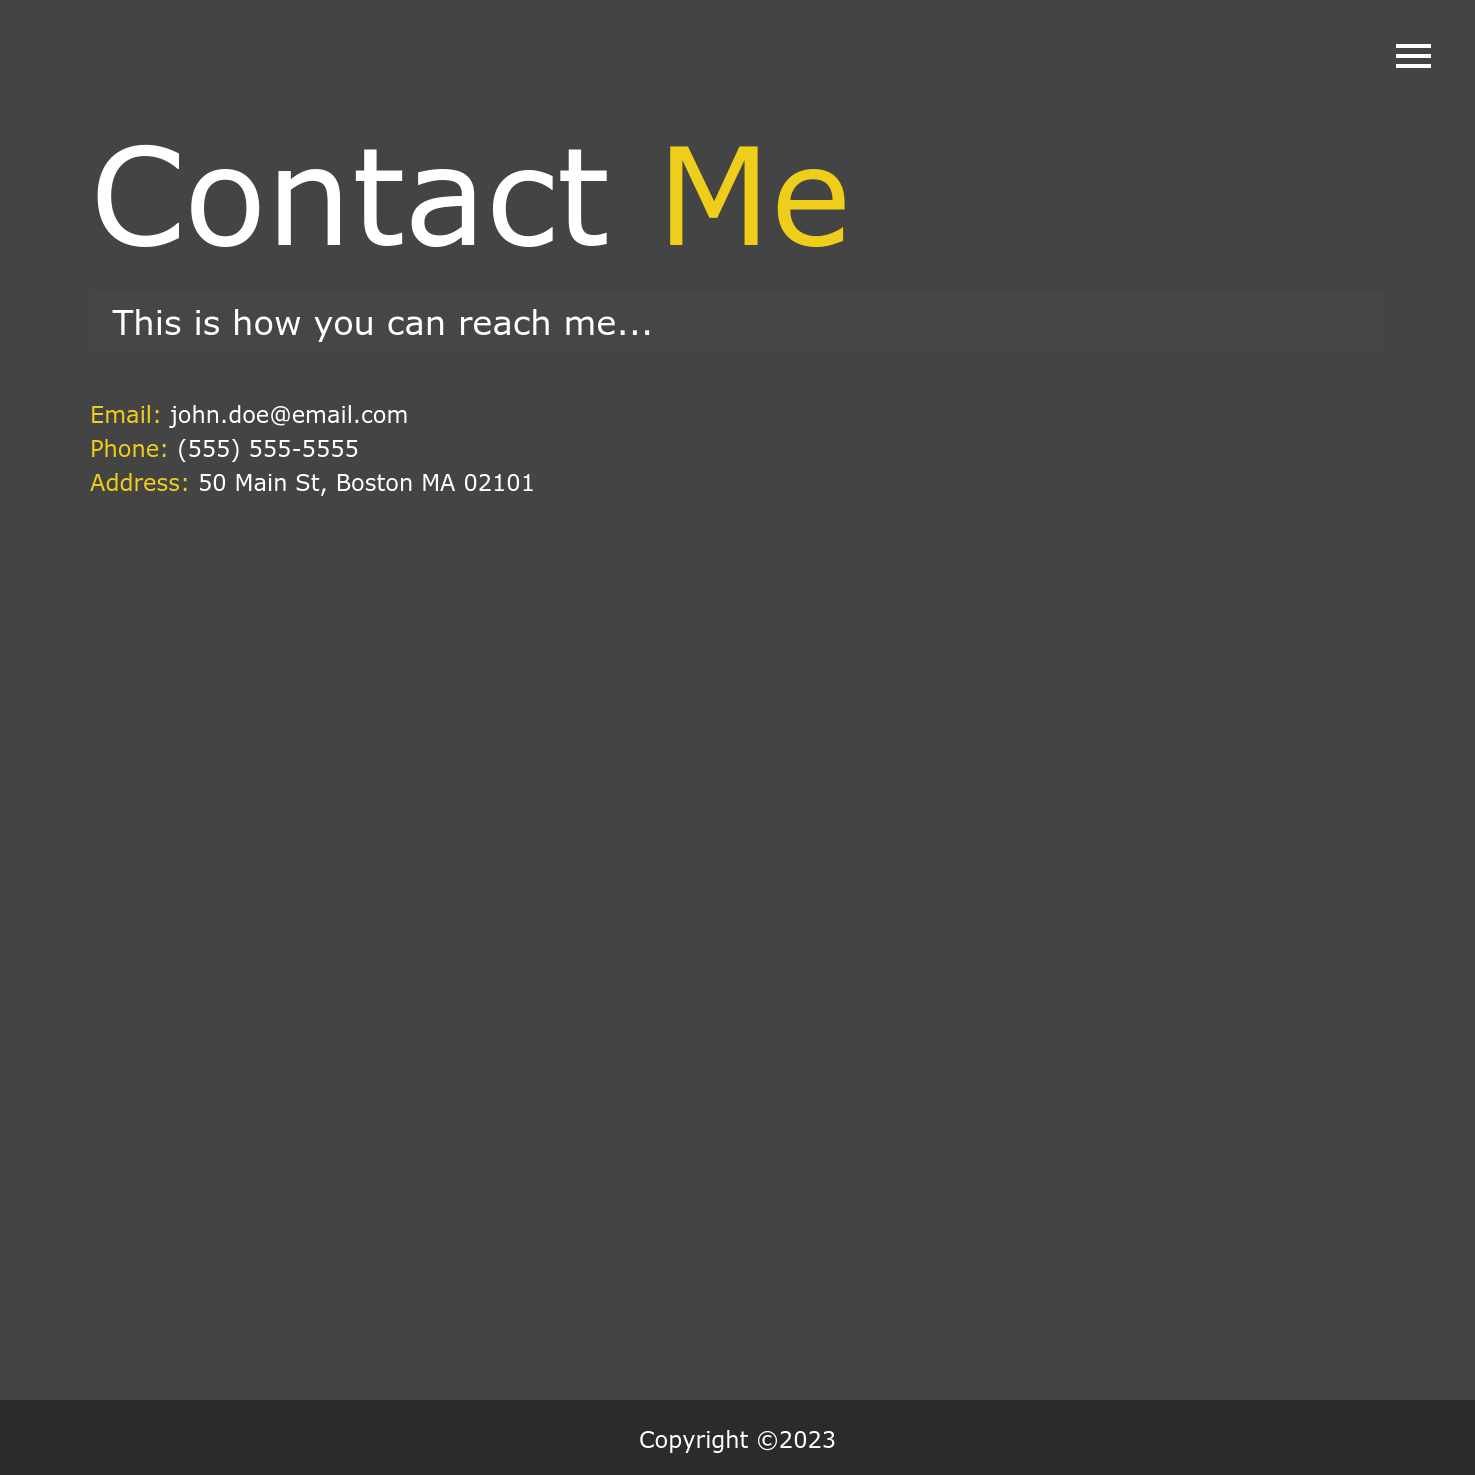 Contact Me
This is how you can reach me...
Email: john.doe@email.com
Phone: (555) 555-5555
Address: 50 Main St, Boston MA 02101
Copyright ©2023